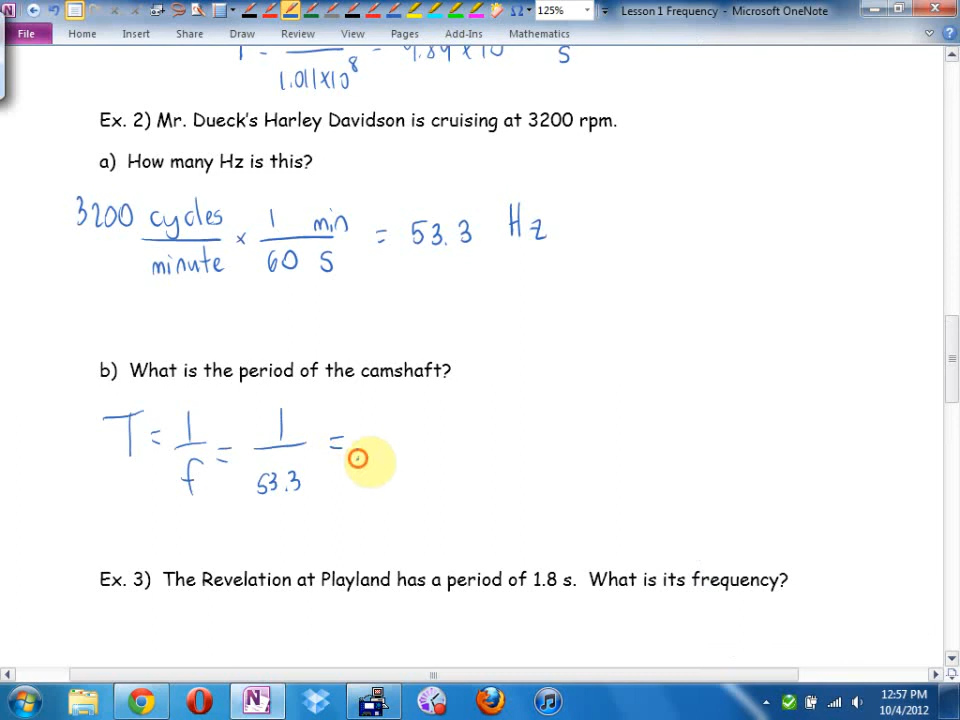 125%
Lesson 1 Frequency - Microsoft OneNote
File Home Insert Share Draw Review View Pages Add-Ins Mathematics
1.011×10⁸ s
Ex. 2) Mr. Dueck's Harley Davidson is cruising at 3200 rpm.
a) How many Hz is this?
3200 cycles/minute × 1 min/60 s = 53.3 Hz
b) What is the period of the camshaft?
T = 1/f = 1/53.3 =
Ex. 3) The Revelation at Playland has a period of 1.8 s. What is its frequency?
12:57 PM
10/4/2012